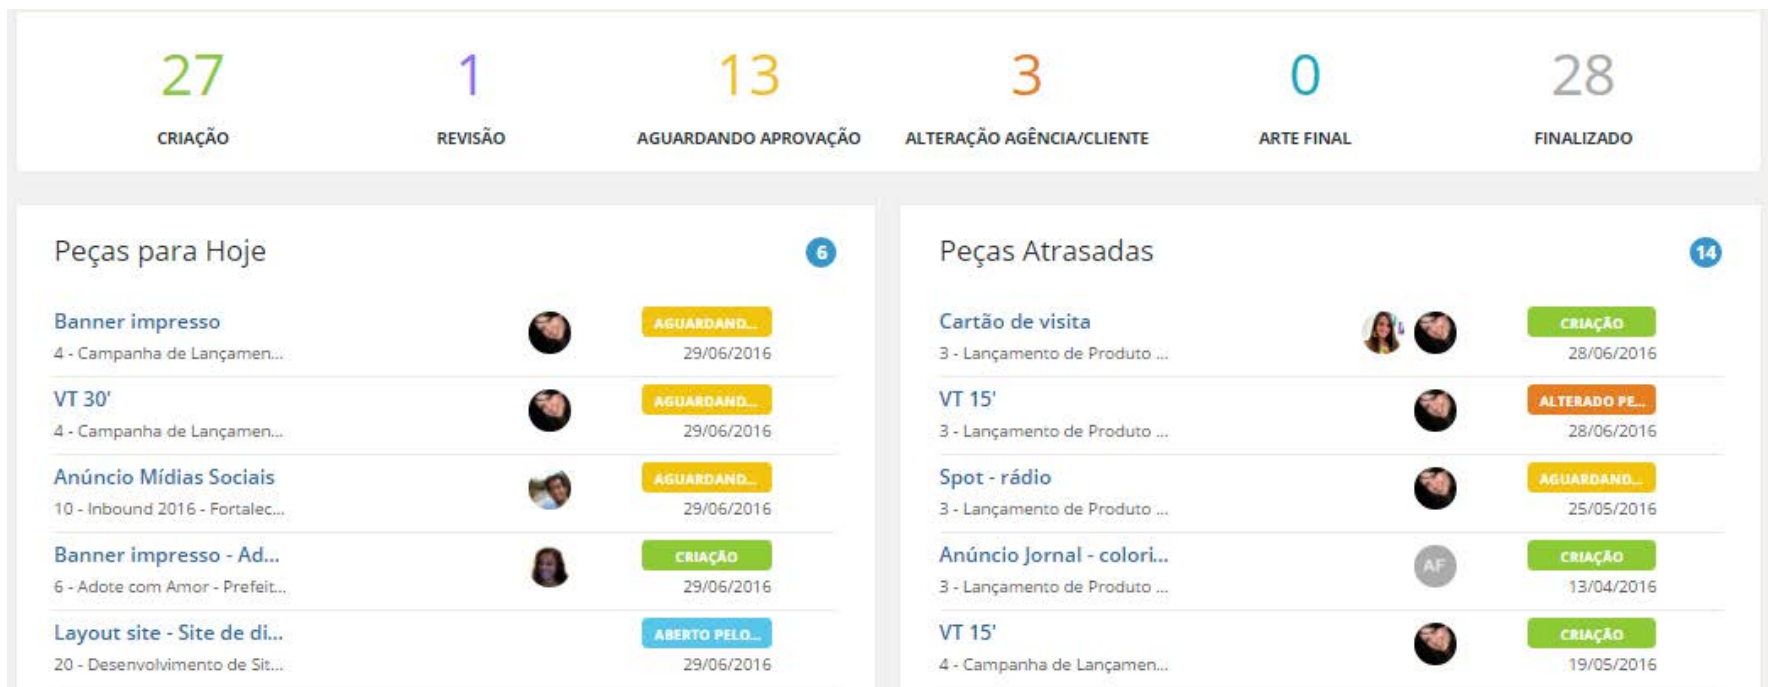 27
1
13
3
0
28
CRIAÇÃO
REVISÃO
AGUARDANDO APROVAÇÃO
ALTERAÇÃO AGÊNCIA/CLIENTE
ARTE FINAL
FINALIZADO
Peças para Hoje
6
Banner impresso
AGUARDAND...
4 - Campanha de Lançamen...
29/06/2016
VT 30'
AGUARDAND...
4 - Campanha de Lançamen...
29/06/2016
Anúncio Mídias Sociais
AGUARDAND...
10 - Inbound 2016 - Fortalec...
29/06/2016
Banner impresso - Ad...
CRIAÇÃO
6 - Adote com Amor - Prefeit...
29/06/2016
Layout site - Site de di...
ABERTO PELO...
20 - Desenvolvimento de Sit...
29/06/2016
Peças Atrasadas
14
Cartão de visita
CRIAÇÃO
3 - Lançamento de Produto ...
28/06/2016
VT 15'
ALTERADO PE...
3 - Lançamento de Produto ...
28/06/2016
Spot - rádio
AGUARDAND...
3 - Lançamento de Produto ...
25/05/2016
Anúncio Jornal - colori...
AF
CRIAÇÃO
3 - Lançamento de Produto ...
13/04/2016
VT 15'
CRIAÇÃO
4 - Campanha de Lançamen...
19/05/2016